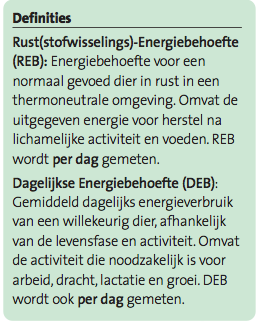 Definities
Rust(stofwisselings)-Energiebehoefte
(REB): Energiebehoefte voor een
normaal gevoed dier in rust in een
thermoneutrale omgeving. Omvat de
uitgegeven energie voor herstel na
lichamelijke activiteit en voeden. REB
wordt per dag gemeten.
Dagelijkse Energiebehoefte (DEB):
Gemiddeld dagelijks energieverbruik
van een willekeurig dier, afhankelijk
van de levensfase en activiteit. Omvat
de activiteit die noodzakelijk is voor
arbeid, dracht, lactatie en groei. DEB
wordt ook per dag gemeten.